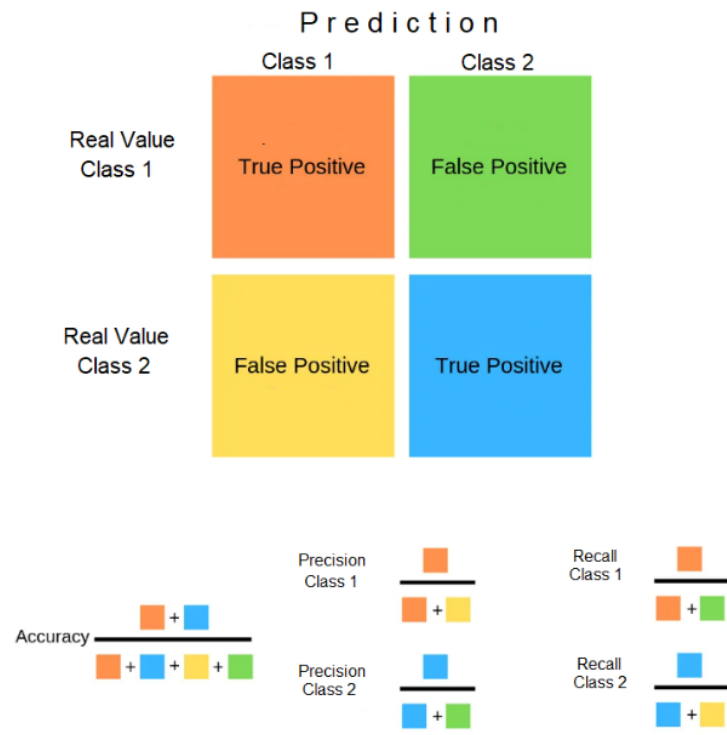 Prediction
Class 1 Class 2
Real Value
Class 1
True Positive False Positive
Real Value
Class 2
False Positive True Positive
Precision
Class 1
+
Recall
Class 1
+
Accuracy
+
+ + +
Precision
Class 2
+
Recall
Class 2
+